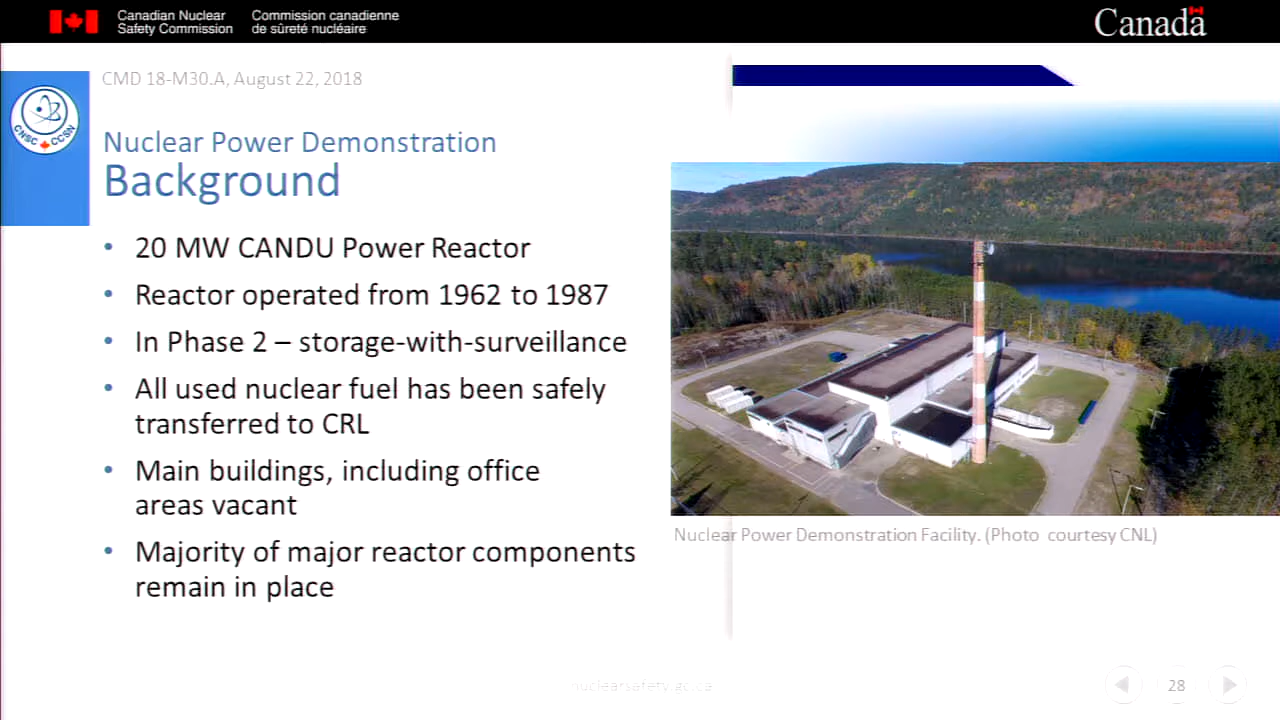 Canadian Nuclear
Safety Commission
Commission canadienne
de sûreté nucléaire
Canada
CMD 18-M30.A, August 22, 2018
CNSC CCSN
Nuclear Power Demonstration
Background
• 20 MW CANDU Power Reactor
• Reactor operated from 1962 to 1987
• In Phase 2 – storage-with-surveillance
• All used nuclear fuel has been safely
transferred to CRL
• Main buildings, including office
areas vacant
• Majority of major reactor components
remain in place
Nuclear Power Demonstration Facility. (Photo courtesy CNL)
nuclearsafety.gc.ca
28